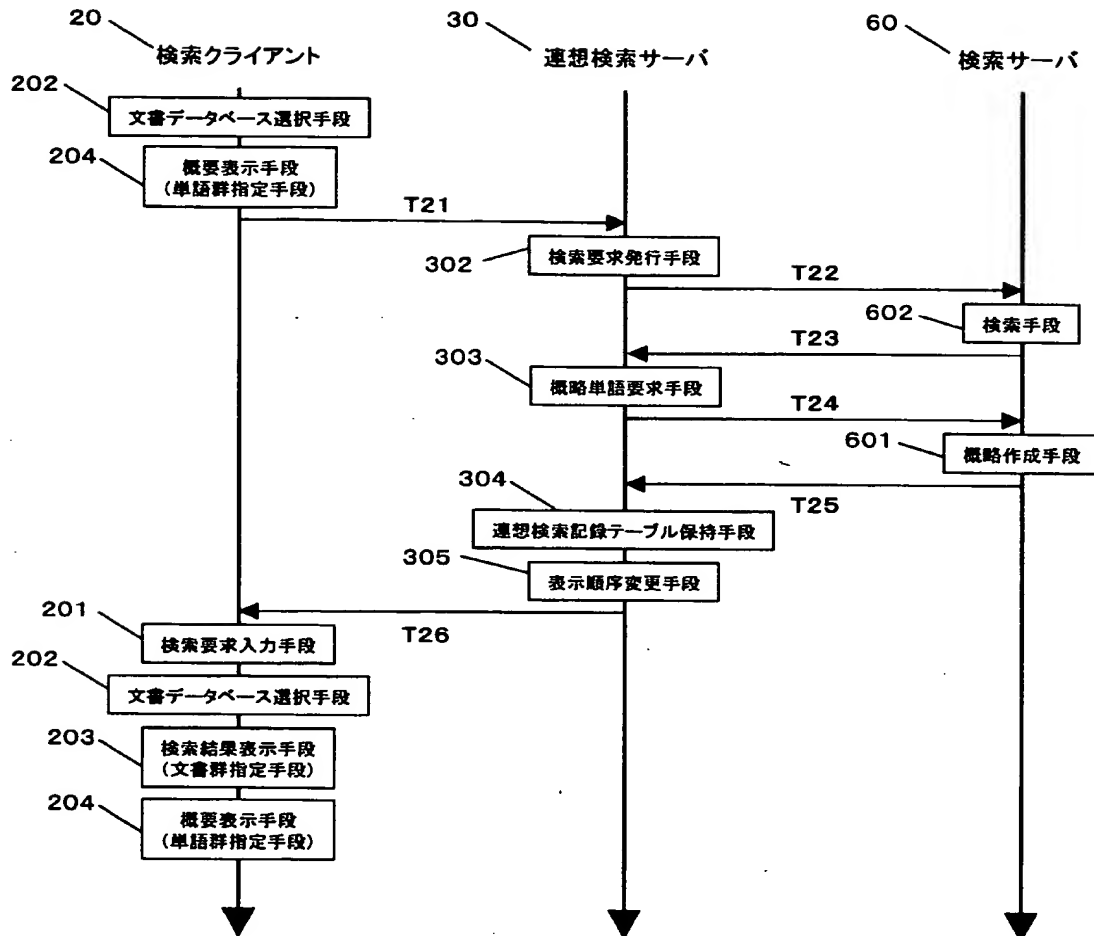 20
検索クライアント
30
連想検索サーバ
60
検索サーバ
202
文書データベース選択手段
204
概要表示手段
(単語群指定手段)
T21
302
検索要求発行手段
T22
602
検索手段
T23
303
概略単語要求手段
T24
601
概略作成手段
T25
304
連想検索記録テーブル保持手段
305
表示順序変更手段
T26
201
検索要求入力手段
202
文書データベース選択手段
203
検索結果表示手段
(文書群指定手段)
204
概要表示手段
(単語群指定手段)